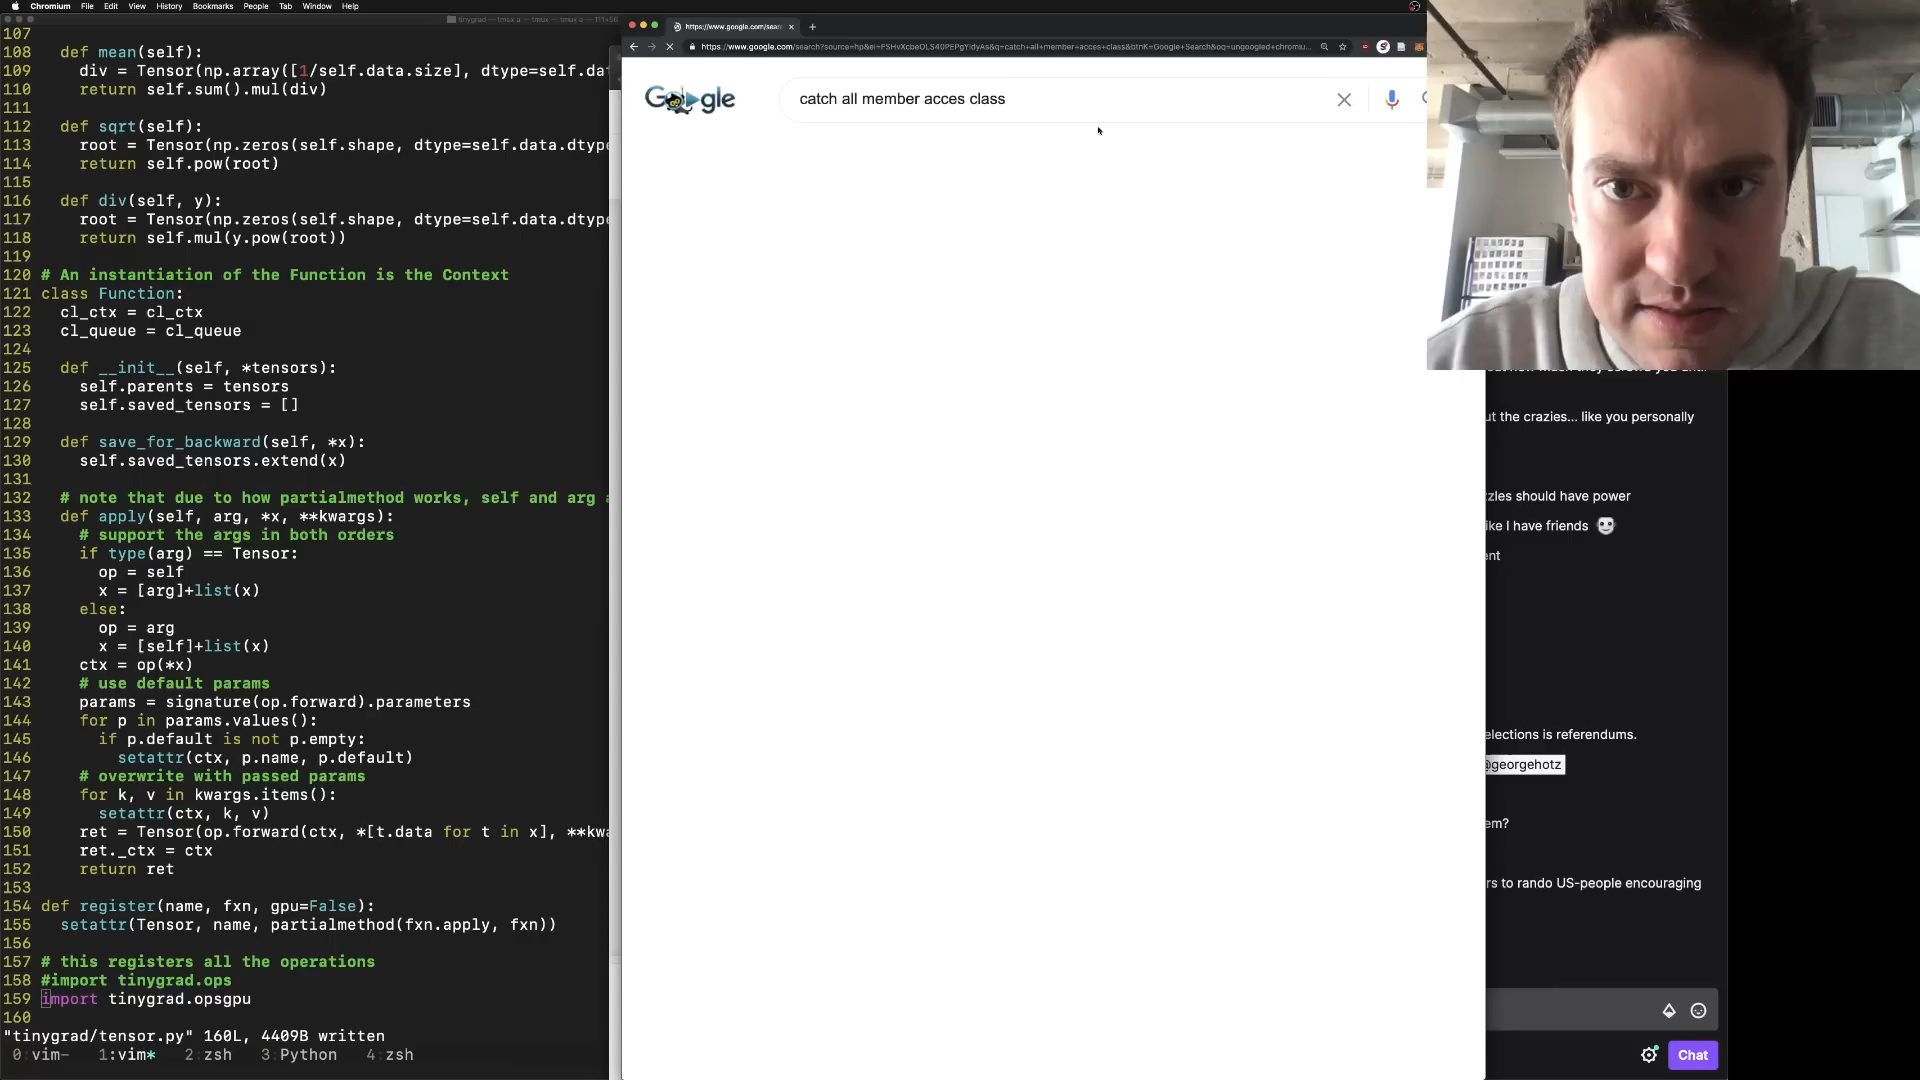 Chromium File Edit View History Bookmarks People Tab Window Help
tinygrad — tmux a — tmux — tmux a — 111×56
107
108 def mean(self):
109 div = Tensor(np.array([1/self.data.size], dtype=self.da
110 return self.sum().mul(div)
111
112 def sqrt(self):
113 root = Tensor(np.zeros(self.shape, dtype=self.data.dtype
114 return self.pow(root)
115
116 def div(self, y):
117 root = Tensor(np.zeros(self.shape, dtype=self.data.dtype
118 return self.mul(y.pow(root))
119
120 # An instantiation of the Function is the Context
121 class Function:
122 cl_ctx = cl_ctx
123 cl_queue = cl_queue
124
125 def __init__(self, *tensors):
126 self.parents = tensors
127 self.saved_tensors = []
128
129 def save_for_backward(self, *x):
130 self.saved_tensors.extend(x)
131
132 # note that due to how partialmethod works, self and arg
133 def apply(self, arg, *x, **kwargs):
134 # support the args in both orders
135 if type(arg) == Tensor:
136 op = self
137 x = [arg]+list(x)
138 else:
139 op = arg
140 x = [self]+list(x)
141 ctx = op(*x)
142 # use default params
143 params = signature(op.forward).parameters
144 for p in params.values():
145 if p.default is not p.empty:
146 setattr(ctx, p.name, p.default)
147 # overwrite with passed params
148 for k, v in kwargs.items():
149 setattr(ctx, k, v)
150 ret = Tensor(op.forward(ctx, *[t.data for t in x], **kwa
151 ret._ctx = ctx
152 return ret
153
154 def register(name, fxn, gpu=False):
155 setattr(Tensor, name, partialmethod(fxn.apply, fxn))
156
157 # this registers all the operations
158 #import tinygrad.ops
159 import tinygrad.opsgpu
160
"tinygrad/tensor.py" 160L, 4409B written
0:vim- 1:vim* 2:zsh 3:Python 4:zsh
https://www.google.com/sear
Google
catch all member acces class
ut the crazies... like you personally
zles should have power
ike I have friends
ent
elections is referendums.
@georgehotz
em?
rs to rando US-people encouraging
Chat